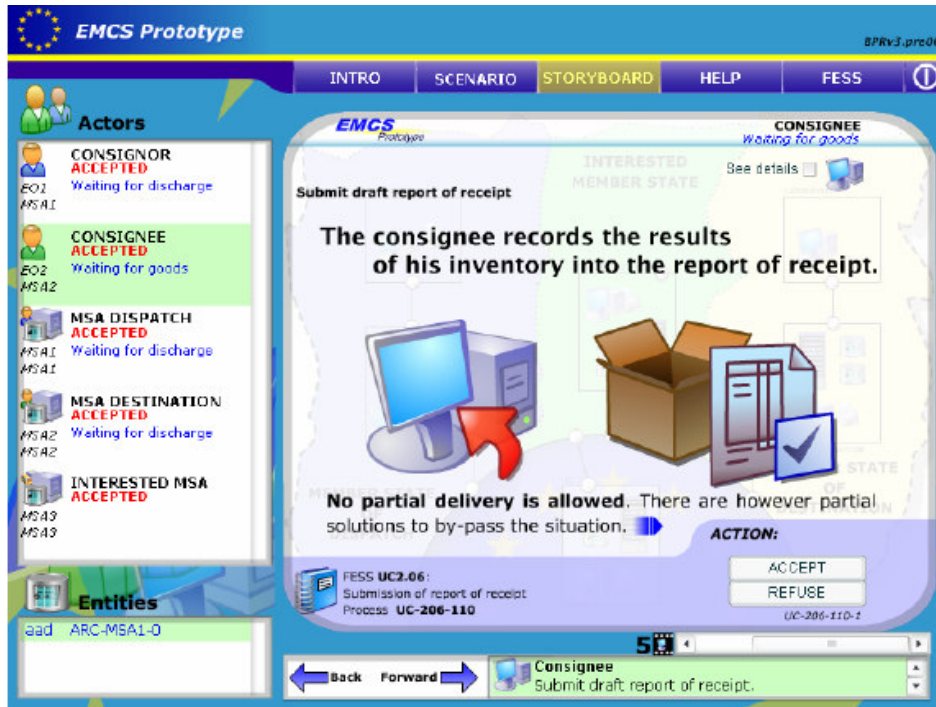 EMCS Prototype
BPRv3.pre0
INTRO
SCENARIO
STORYBOARD
HELP
FESS
Actors
CONSIGNOR
ACCEPTED
EO1
Waiting for discharge
MSA1
CONSIGNEE
ACCEPTED
EO2
Waiting for goods
MSA2
MSA DISPATCH
ACCEPTED
MSA1
Waiting for discharge
MSA1
MSA DESTINATION
ACCEPTED
MSA2
Waiting for discharge
MSA2
INTERESTED MSA
ACCEPTED
MSA3
MSA3
Entities
aad ARC-MSA1-0
EMCS
Prototype
CONSIGNEE
Waiting for goods
See details
INTERESTED
MEMBER STATE
Submit draft report of receipt
The consignee records the results
of his inventory into the report of receipt.
No partial delivery is allowed. There are however partial
solutions to by-pass the situation.
ACTION:
ACCEPT
REFUSE
UC-206-110-1
FESS UC2.06:
Submission of report of receipt
Process UC-206-110
5
Back
Forward
Consignee
Submit draft report of receipt.